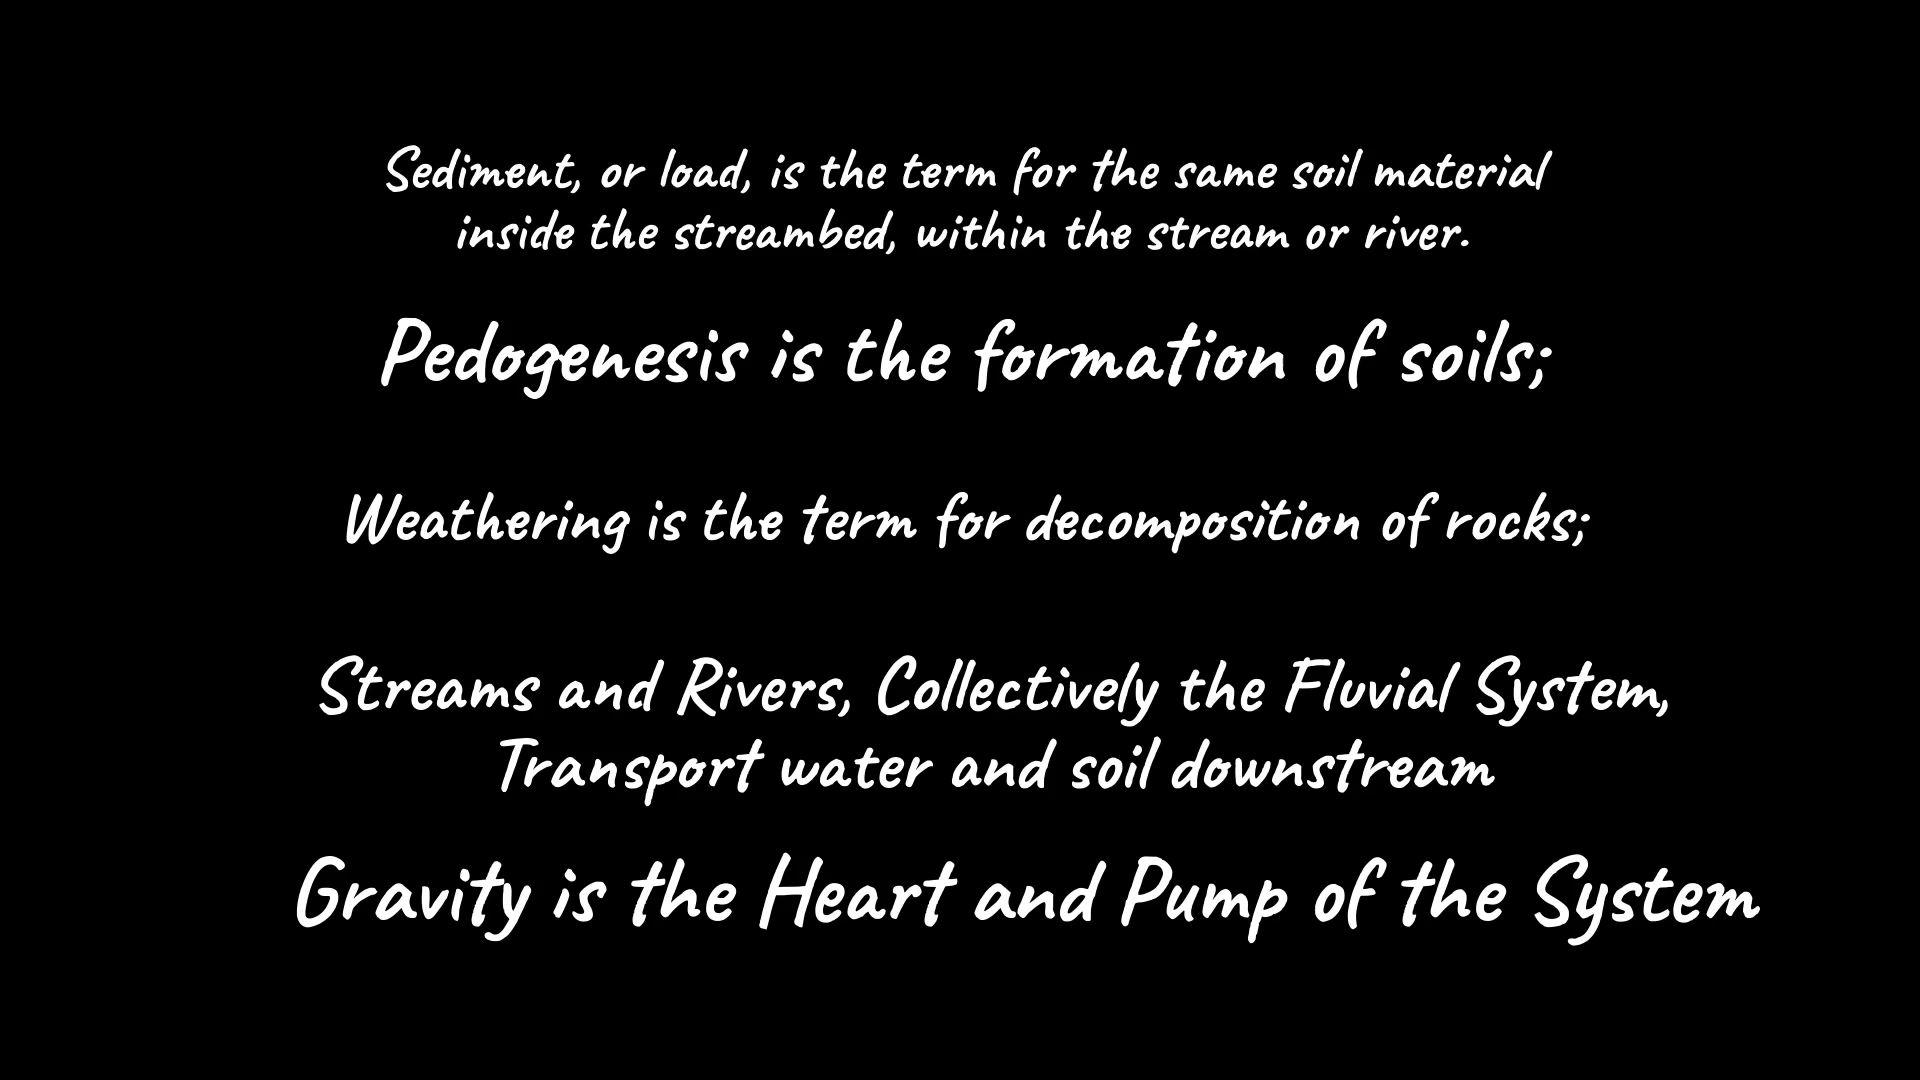 Sediment, or load, is the term for the same soil material
inside the streambed, within the stream or river.
Pedogenesis is the formation of soils;
Weathering is the term for decomposition of rocks;
Streams and Rivers, Collectively the Fluvial System,
Transport water and soil downstream
Gravity is the Heart and Pump of the System